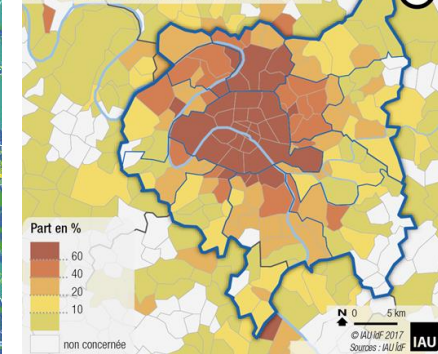 Part en %
60
40
20
10
non concernée
N 0 5 km
© IAU îdF 2017
Sources : IAU îdF
IAU